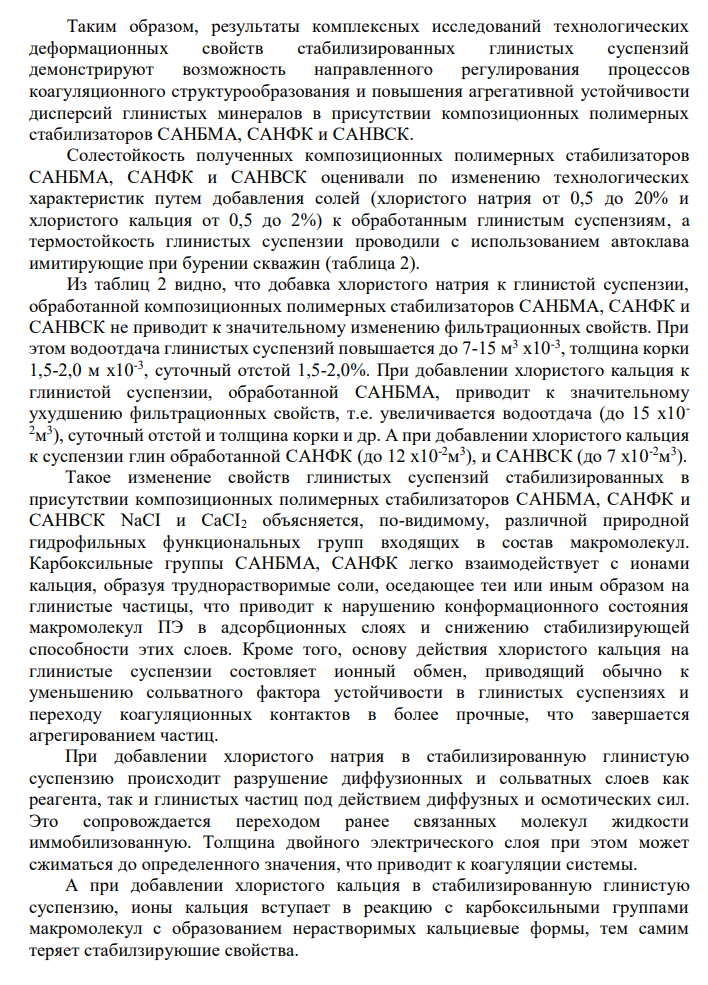 Таким образом, результаты комплексных исследований технологических
деформационных свойств стабилизированных глинистых суспензий
демонстрируют возможность направленного регулирования процессов
коагуляционного структурообразования и повышения агрегативной устойчивости
дисперсий глинистых минералов в присутствии композиционных полимерных
стабилизаторов САНБМА, САНФК и САНВСК.
Солестойкость полученных композиционных полимерных стабилизаторов
САНБМА, САНФК и САНВСК оценивали по изменению технологических
характеристик путем добавления солей (хлористого натрия от 0,5 до 20% и
хлористого кальция от 0,5 до 2%) к обработанным глинистым суспензиям, а
термостойкость глинистых суспензии проводили с использованием автоклава
имитирующие при бурении скважин (таблица 2).
Из таблиц 2 видно, что добавка хлористого натрия к глинистой суспензии,
обработанной композиционных полимерных стабилизаторов САНБМА, САНФК и
САНВСК не приводит к значительному изменению фильтрационных свойств. При
этом водоотдача глинистых суспензий повышается до 7-15 м³ х10⁻³, толщина корки
1,5-2,0 м х10⁻³, суточный отстой 1,5-2,0%. При добавлении хлористого кальция к
глинистой суспензии, обработанной САНБМА, приводит к значительному
ухудшению фильтрационных свойств, т.е. увеличивается водоотдача (до 15 х10⁻
²м³), суточный отстой и толщина корки и др. А при добавлении хлористого кальция
к суспензии глин обработанной САНФК (до 12 х10⁻²м³), и САНВСК (до 7 х10⁻²м³).
Такое изменение свойств глинистых суспензий стабилизированных в
присутствии композиционных полимерных стабилизаторов САНБМА, САНФК и
САНВСК NaCI и CaCI₂ объясняется, по-видимому, различной природной
гидрофильных функциональных групп входящих в состав макромолекул.
Карбоксильные группы САНБМА, САНФК легко взаимодействует с ионами
кальция, образуя труднорастворимые соли, оседающее теи или иным образом на
глинистые частицы, что приводит к нарушению конформационного состояния
макромолекул ПЭ в адсорбционных слоях и снижению стабилизирующей
способности этих слоев. Кроме того, основу действия хлористого кальция на
глинистые суспензии составляет ионный обмен, приводящий обычно к
уменьшению сольватного фактора устойчивости в глинистых суспензиях и
переходу коагуляционных контактов в более прочные, что завершается
агрегированием частиц.
При добавлении хлористого натрия в стабилизированную глинистую
суспензию происходит разрушение диффузионных и сольватных слоев как
реагента, так и глинистых частиц под действием диффузных и осмотических сил.
Это сопровождается переходом ранее связанных молекул жидкости
иммобилизованную. Толщина двойного электрического слоя при этом может
сжиматься до определенного значения, что приводит к коагуляции системы.
А при добавлении хлористого кальция в стабилизированную глинистую
суспензию, ионы кальция вступает в реакцию с карбоксильными группами
макромолекул с образованием нерастворимых кальциевые формы, тем самим
теряет стабилзируюшие свойства.